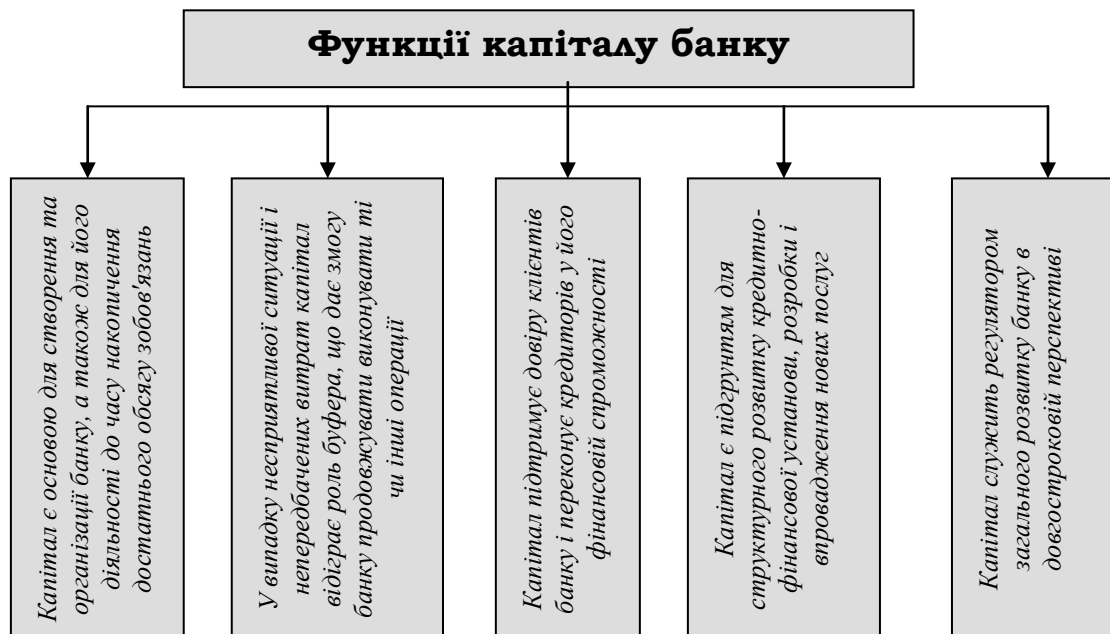 Функції капіталу банку
Капітал є основою для створення та
організації банку, а також для його
діяльності до часу накопичення
достатнього обсягу зобов'язань
У випадку несприятливої ситуації і
непередбачених витрат капітал
відіграє роль буфера, що дає змогу
банку продовжувати виконувати ті
чи інші операції
Капітал підтримує довіру клієнтів
банку і переконує кредиторів у його
фінансовій спроможності
Капітал є підгрунтям для
структурного розвитку кредитно-
фінансової установи, розробки і
впровадження нових послуг
Капітал служить регулятором
загального розвитку банку в
довгостроковій перспективі